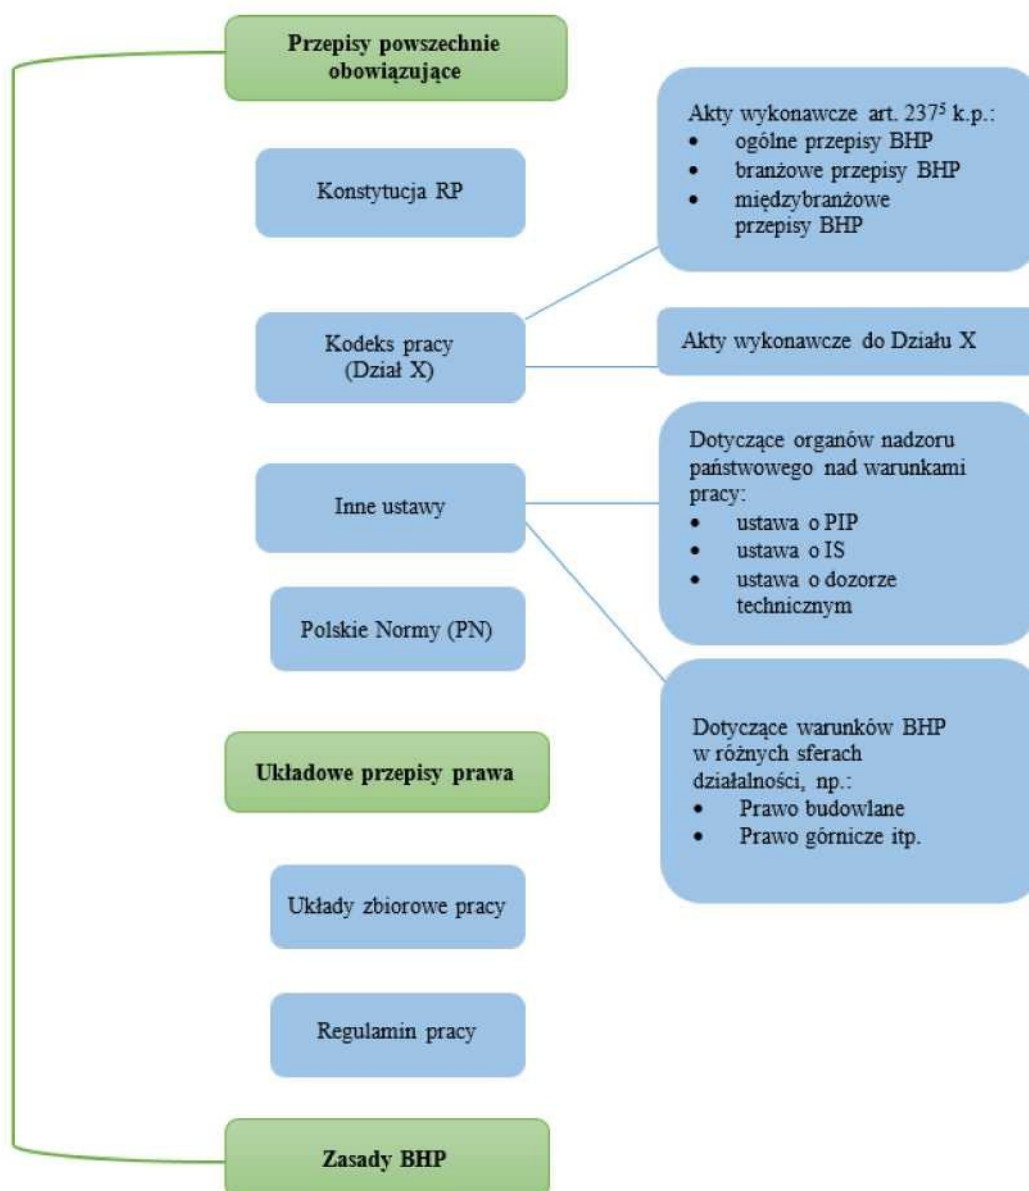 Przepisy powszechnie
obowiązujące
Konstytucja RP
Akty wykonawcze art. 237⁵ k.p.:
• ogólne przepisy BHP
• branżowe przepisy BHP
• międzybranżowe
przepisy BHP
Kodeks pracy
(Dział X)
Akty wykonawcze do Działu X
Inne ustawy
Dotyczące organów nadzoru
państwowego nad warunkami
pracy:
• ustawa o PIP
• ustawa o IS
• ustawa o dozorze
technicznym
Polskie Normy (PN)
Dotyczące warunków BHP
w różnych sferach
działalności, np.:
• Prawo budowlane
• Prawo górnicze itp.
Układowe przepisy prawa
Układy zbiorowe pracy
Regulamin pracy
Zasady BHP